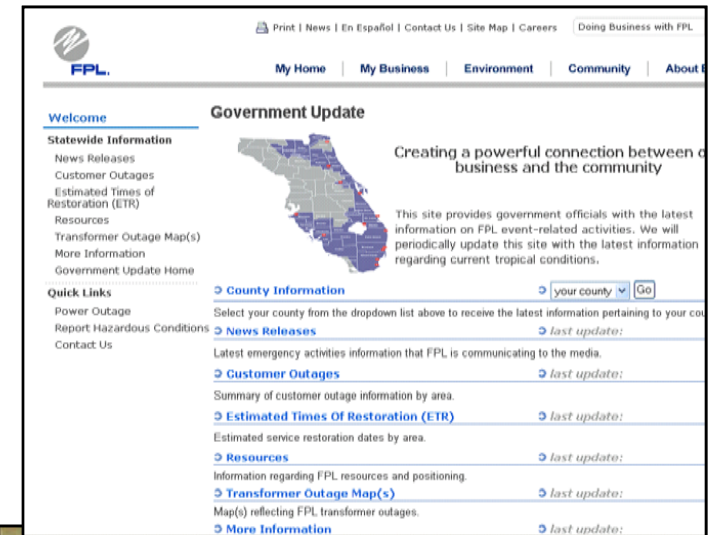 Print | News | En Español | Contact Us | Site Map | Careers
Doing Business with FPL
FPL.
My Home | My Business | Environment | Community | About
Welcome
Statewide Information
News Releases
Customer Outages
Estimated Times of
Restoration (ETR)
Resources
Transformer Outage Map(s)
More Information
Government Update Home
Quick Links
Power Outage
Report Hazardous Conditions
Contact Us
Government Update
Creating a powerful connection between
business and the community
This site provides government officials with the latest
information on FPL event-related activities. We will
periodically update this site with the latest information
regarding current tropical conditions.
County Information
your county Go
Select your county from the dropdown list above to receive the latest information pertaining to your
News Releases last update:
Latest emergency activities information that FPL is communicating to the media.
Customer Outages last update:
Summary of customer outage information by area.
Estimated Times Of Restoration (ETR) last update:
Estimated service restoration dates by area.
Resources last update:
Information regarding FPL resources and positioning.
Transformer Outage Map(s) last update:
Map(s) reflecting FPL transformer outages.
More Information last update: